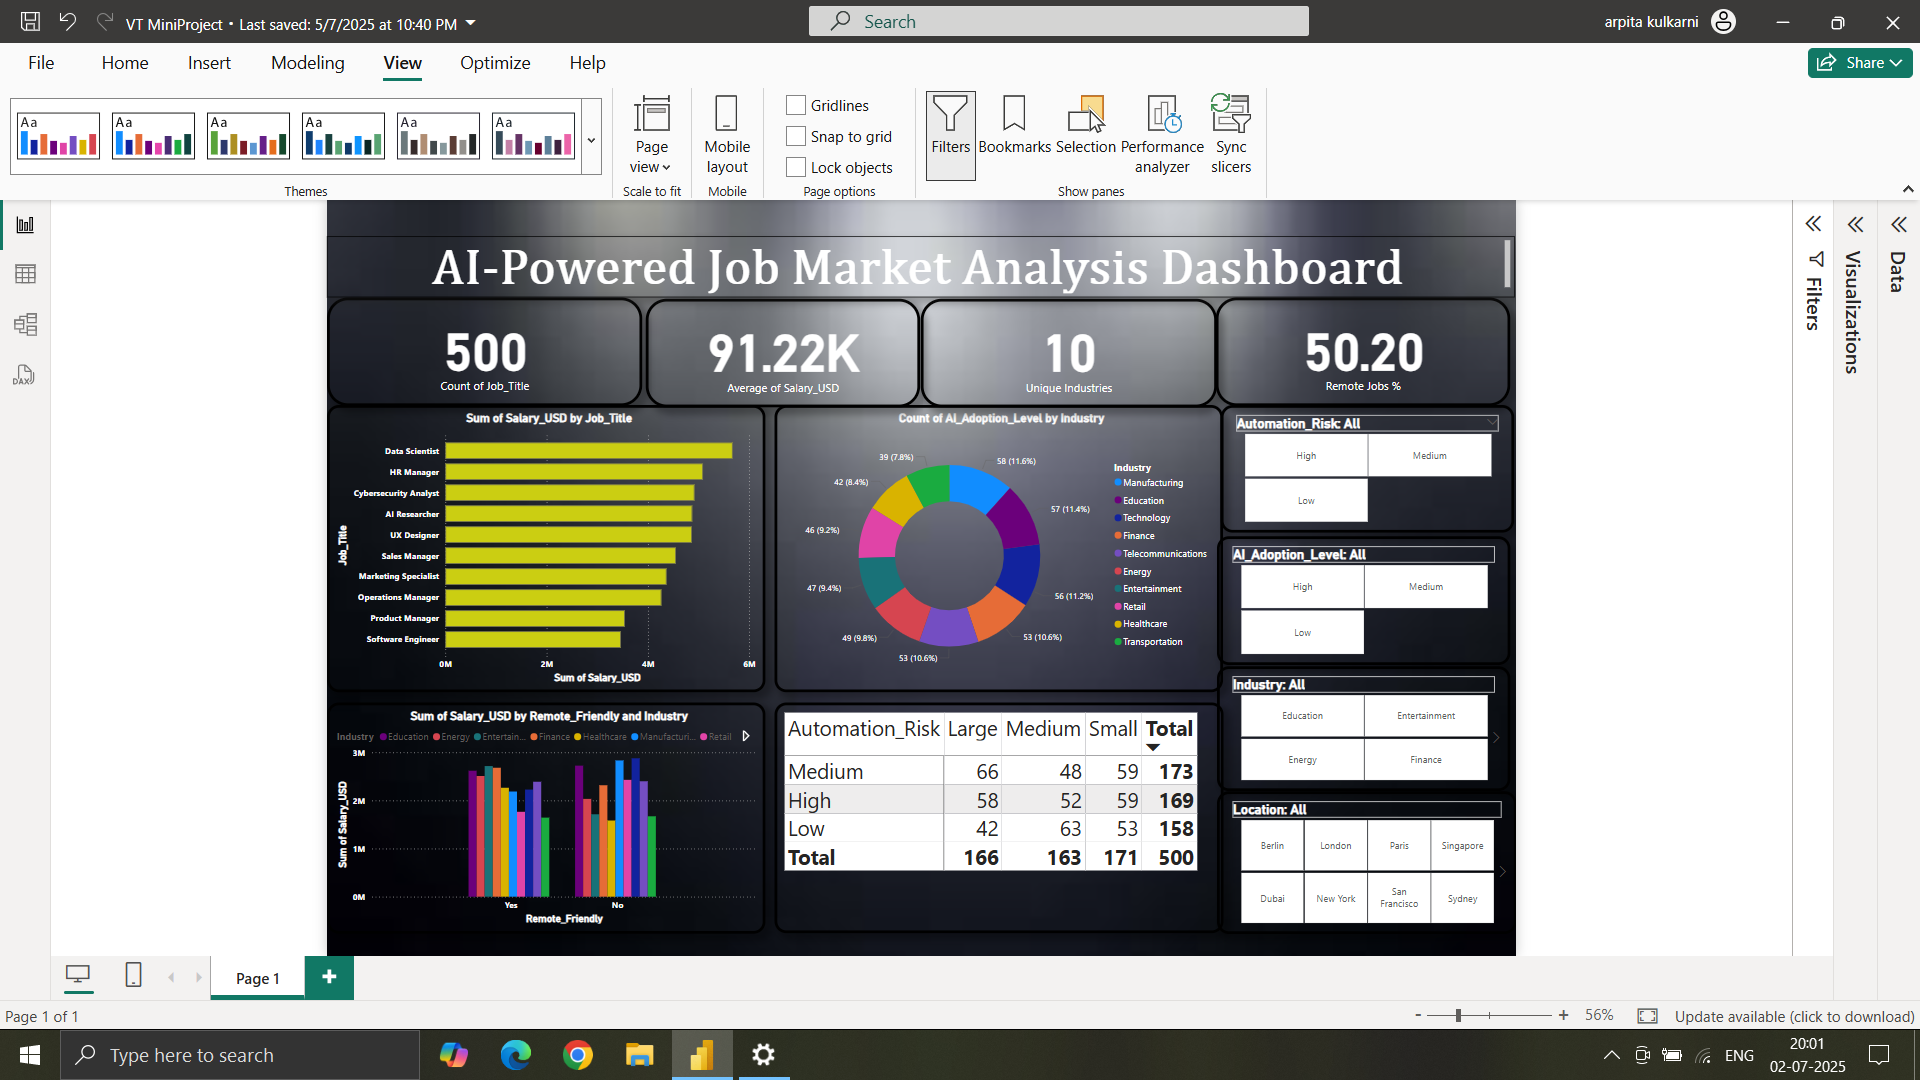 VT MiniProject • Last saved: 5/7/2025 at 10:40 PM
Search
arpita kulkarni
File Home Insert Modeling View Optimize Help
Share
Aa Aa Aa Aa Aa Aa
Themes
Page view
Scale to fit
Mobile layout
Mobile
Gridlines
Snap to grid
Lock objects
Page options
Filters
Bookmarks
Selection
Performance analyzer
Sync slicers
Show panes
DAX
AI-Powered Job Market Analysis Dashboard
500
Count of Job_Title
91.22K
Average of Salary_USD
10
Unique Industries
50.20
Remote Jobs %
Sum of Salary_USD by Job_Title
Job_Title
Data Scientist
HR Manager
Cybersecurity Analyst
AI Researcher
UX Designer
Sales Manager
Marketing Specialist
Operations Manager
Product Manager
Software Engineer
0M 2M 4M 6M
Sum of Salary_USD
Count of AI_Adoption_Level by Industry
58 (11.6%)
57 (11.4%)
56 (11.2%)
53 (10.6%)
53 (10.6%)
49 (9.8%)
47 (9.4%)
46 (9.2%)
42 (8.4%)
39 (7.8%)
Industry
Manufacturing
Education
Technology
Finance
Telecommunications
Energy
Entertainment
Retail
Healthcare
Transportation
Automation_Risk: All
High Medium
Low
AI_Adoption_Level: All
High Medium
Low
Industry: All
Education Entertainment
Energy Finance
Location: All
Berlin London Paris Singapore
Dubai New York San Francisco Sydney
Sum of Salary_USD by Remote_Friendly and Industry
Industry Education Energy Entertain... Finance Healthcare Manufacturi... Retail
Sum of Salary_USD
3M
2M
1M
0M
Yes No
Remote_Friendly
Automation_Risk Large Medium Small Total
Medium 66 48 59 173
High 58 52 59 169
Low 42 63 53 158
Total 166 163 171 500
Filters
Visualizations
Data
Page 1
+
Page 1 of 1
- + 56%
Update available (click to download)
Type here to search
ENG
20:01
02-07-2025